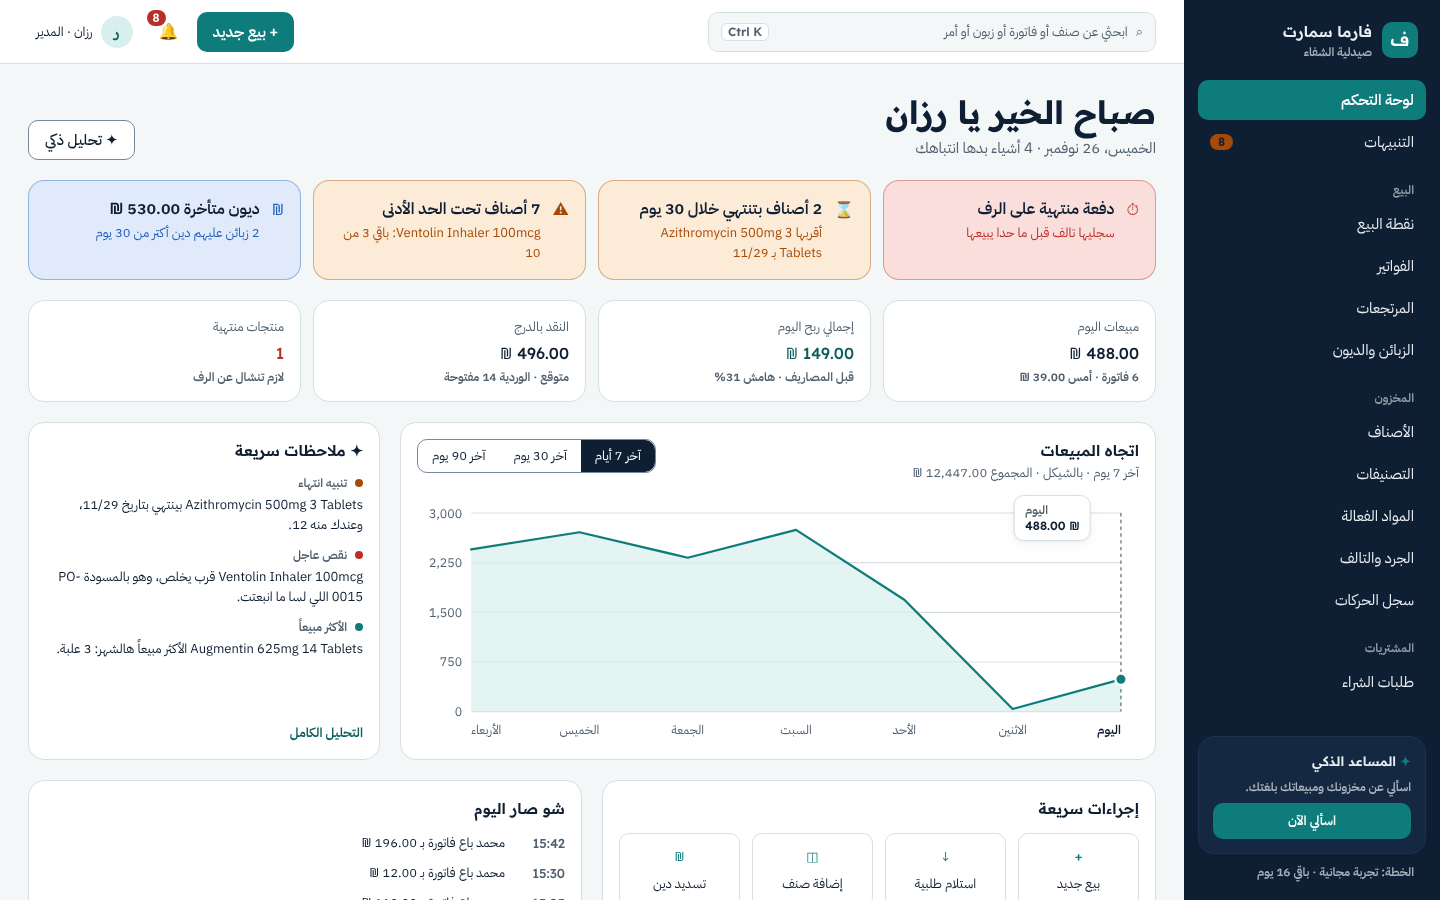 ف
فارما سمارت
صيدلية الشفاء
لوحة التحكم
التنبيهات
8
البيع
نقطة البيع
الفواتير
المرتجعات
الزبائن والديون
المخزون
الأصناف
التصنيفات
المواد الفعالة
الجرد والتالف
سجل الحركات
المشتريات
طلبات الشراء
✦ المساعد الذكي
اسألي عن مخزونك ومبيعاتك بلغتك.
اسألي الآن
الخطة: تجربة مجانية · باقي 16 يوم
ابحثي عن صنف أو فاتورة أو زبون أو أمر
Ctrl K
+ بيع جديد
8
ر
رزان · المدير
صباح الخير يا رزان
الخميس، 26 نوفمبر · 4 أشياء بدها انتباهك
✦ تحليل ذكي
دفعة منتهية على الرف
سجليها تالف قبل ما حدا يبيعها
2 أصناف بتنتهي خلال 30 يوم
أقربها Azithromycin 500mg 3
Tablets بـ 11/29
7 أصناف تحت الحد الأدنى
Ventolin Inhaler 100mcg: باقي 3 من
10
₪
ديون متأخرة 530.00 ₪
2 زبائن عليهم دين أكتر من 30 يوم
مبيعات اليوم
488.00 ₪
6 فاتورة · أمس 39.00 ₪
إجمالي ربح اليوم
149.00 ₪
قبل المصاريف · هامش 31%
النقد بالدرج
496.00 ₪
متوقع · الوردية 14 مفتوحة
منتجات منتهية
1
لازم تنشال عن الرف
اتجاه المبيعات
آخر 7 يوم · بالشيكل · المجموع 12,447.00 ₪
آخر 7 أيام
آخر 30 يوم
آخر 90 يوم
اليوم
488.00 ₪
3,000
2,250
1,500
750
0
اليوم
الاثنين
الأحد
السبت
الجمعة
الخميس
الأربعاء
✦ ملاحظات سريعة
تنبيه انتهاء
Azithromycin 500mg 3 Tablets بينتهي بتاريخ 11/29،
وعندك منه 12.
نقص عاجل
Ventolin Inhaler 100mcg قرب يخلص، وهو بالمسودة PO-
0015 اللي لسا ما انبعتت.
الأكثر مبيعاً
Augmentin 625mg 14 Tablets الأكثر مبيعاً هالشهر: 3 علبة.
التحليل الكامل
إجراءات سريعة
+
بيع جديد
↓
استلام طلبية
إضافة صنف
₪
تسديد دين
شو صار اليوم
15:42 محمد باع فاتورة بـ 196.00 ₪
15:30 محمد باع فاتورة بـ 12.00 ₪